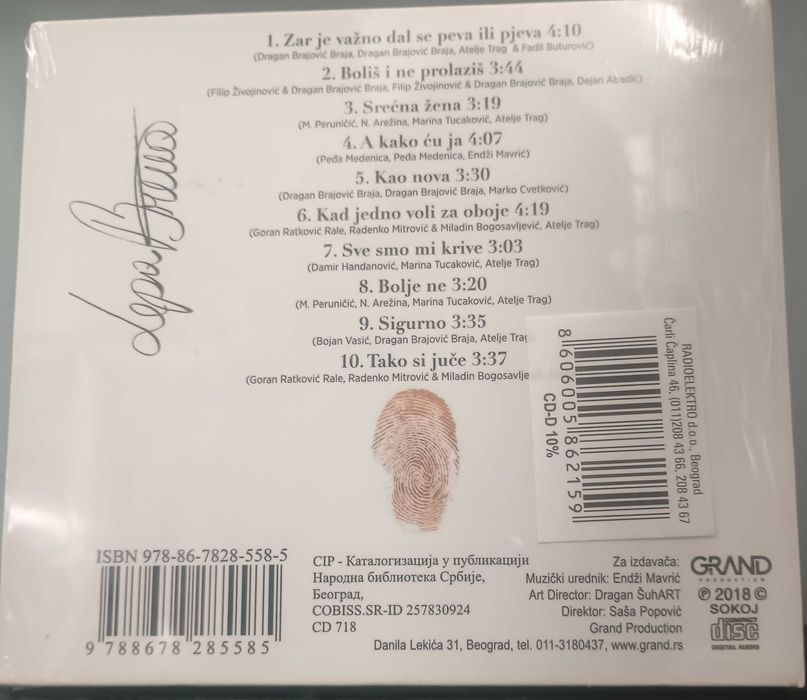 1. Zar je važno dal se peva ili pjeva 4:10
(Dragan Brajović Braja, Dragan Brajović Braja, Atelje Trag & Fadil Buturović)
2. Boliš i ne prolaziš 3:44
(Filip Živojinović & Dragan Brajović Braja, Filip Živojinović & Dragan Brajović Braja, Dejan Abadić)
3. Srećna žena 3:19
(M. Peruničić, N. Arežina, Marina Tucaković, Atelje Trag)
4. A kako ću ja 4:07
(Peđa Medenica, Peđa Medenica, Endži Mavrić)
5. Kao nova 3:30
(Dragan Brajović Braja, Dragan Brajović Braja, Marko Cvetković)
6. Kad jedno voli za oboje 4:19
(Goran Ratković Rale, Radenko Mitrović & Miladin Bogosavljević, Atelje Trag)
7. Sve smo mi krive 3:03
(Damir Handanović, Marina Tucaković, Atelje Trag)
8. Bolje ne 3:20
(M. Peruničić, N. Arežina, Marina Tucaković, Atelje Trag)
9. Sigurno 3:35
(Bojan Vasić, Dragan Brajović Braja, Atelje Trag
10. Tako si juče 3:37
(Goran Ratković Rale, Radenko Mitrović & Miladin Bogosavlje
Lepa Brena
RADIOELEKTRO d.o.o., Beograd
Čarli Čaplina 46, (011)208 43 66, 208 43 67
8606005862159
CD-D 10%
ISBN 978-86-7828-558-5
9 788678 285585
CIP - Каталогизација у публикацији
Народна библиотека Србије,
Београд,
COBISS.SR-ID 257830924
CD 718
Za izdavača:
Muzički urednik: Endži Mavrić
Art Director: Dragan ŠuhART
Direktor: Saša Popović
Grand Production
Danila Lekića 31, Beograd, tel. 011-3180437, www.grand.rs
GRAND
PRODUCTION
℗ 2018 ©
SOKOJ
COMPACT
disc
DIGITAL AUDIO